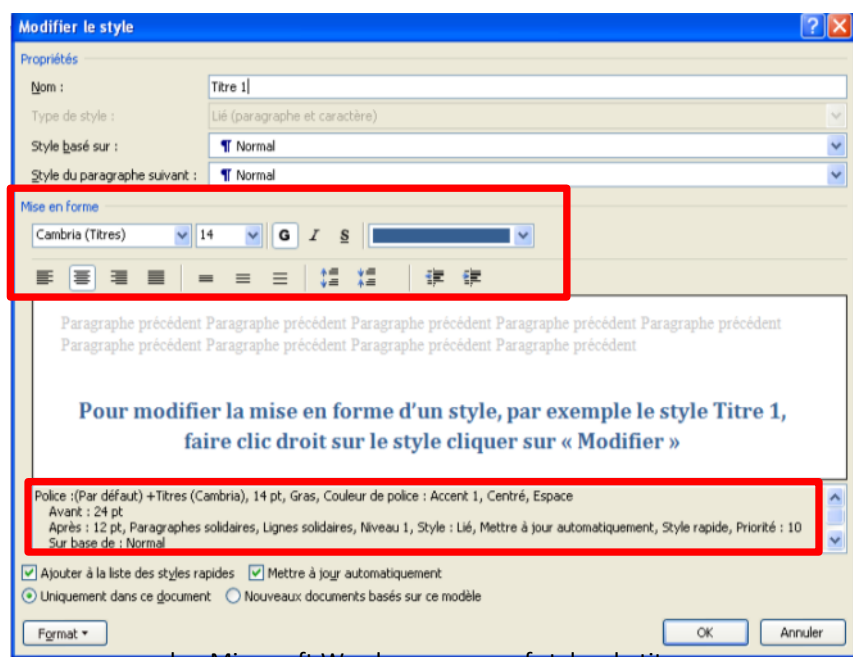 Modifier le style
Propriétés
Nom : Titre 1
Type de style : Lié (paragraphe et caractère)
Style basé sur : ¶ Normal
Style du paragraphe suivant : ¶ Normal
Mise en forme
Cambria (Titres) 14 G I S
Paragraphe précédent Paragraphe précédent Paragraphe précédent Paragraphe précédent Paragraphe précédent
Paragraphe précédent Paragraphe précédent Paragraphe précédent Paragraphe précédent
Pour modifier la mise en forme d'un style, par exemple le style Titre 1,
faire clic droit sur le style cliquer sur « Modifier »
Police :(Par défaut) +Titres (Cambria), 14 pt, Gras, Couleur de police : Accent 1, Centré, Espace
Avant : 24 pt
Après : 12 pt, Paragraphes solidaires, Lignes solidaires, Niveau 1, Style : Lié, Mettre à jour automatiquement, Style rapide, Priorité : 10
Sur base de : Normal
Ajouter à la liste des styles rapides Mettre à jour automatiquement
Uniquement dans ce document Nouveaux documents basés sur ce modèle
Format OK Annuler
Microsoft W